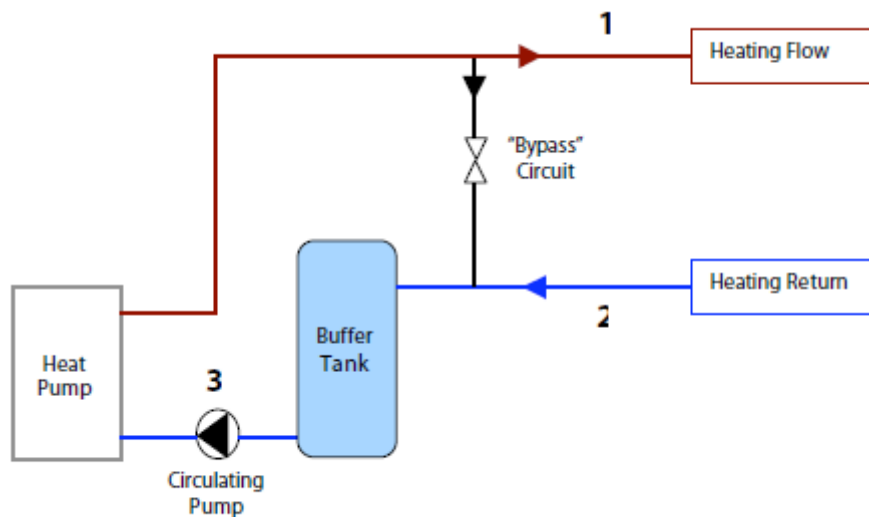 1
Heating Flow
"Bypass"
Circuit
Heating Return
2
Buffer
Tank
Heat
Pump
3
Circulating
Pump